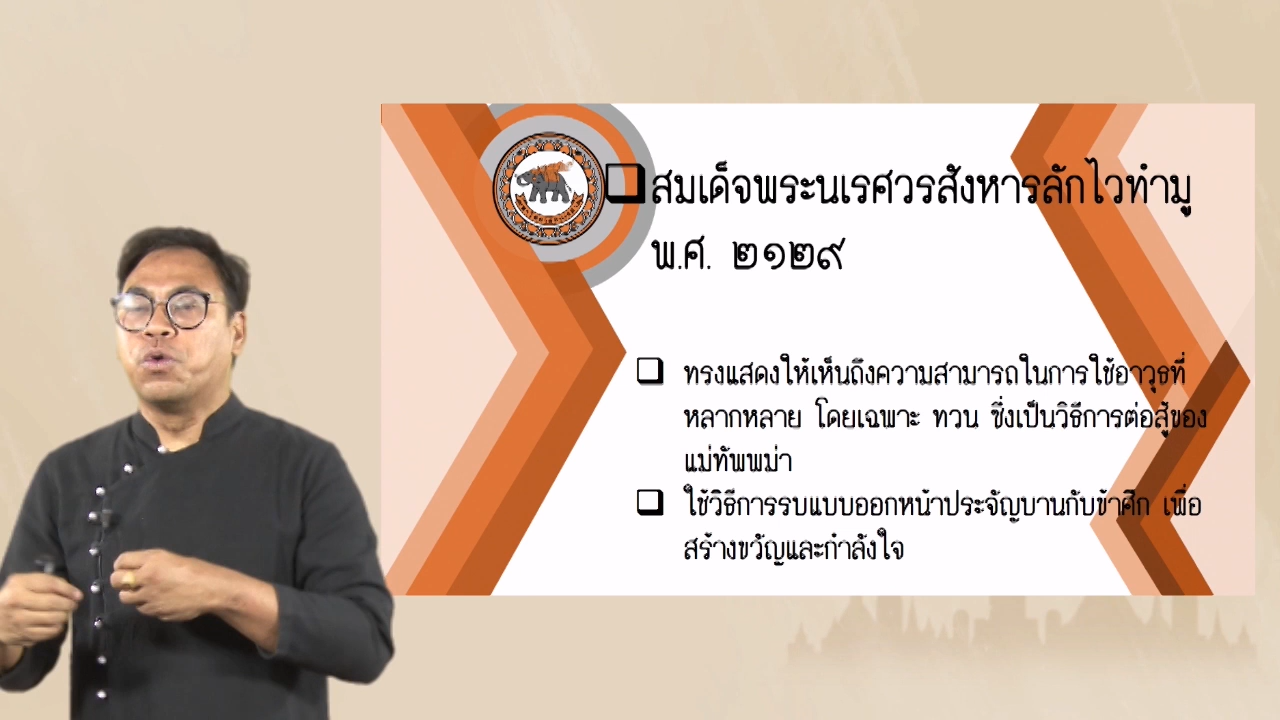 สมเด็จพระนเรศวรสังหารลักไวทำมู
พ.ศ. ๒๑๒๙
ทรงแสดงให้เห็นถึงความสามารถในการใช้อาวุธที่
หลากหลาย โดยเฉพาะ ทวน ซึ่งเป็นวิธีการต่อสู้ของ
แม่ทัพพม่า
ใช้วิธีการรบแบบออกหน้าประจัญบานกับข้าศึก เพื่อ
สร้างขวัญและกำลังใจ